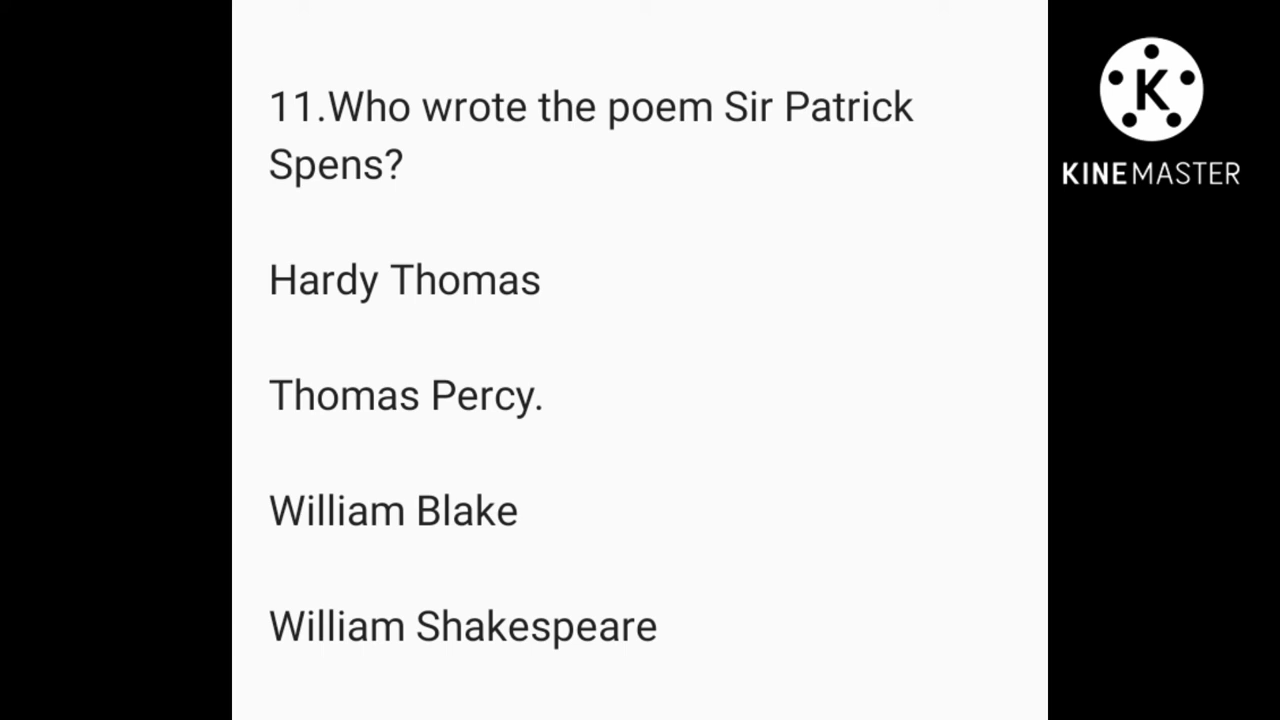 11.Who wrote the poem Sir Patrick
Spens?
Hardy Thomas
Thomas Percy.
William Blake
William Shakespeare
K
KINEMASTER